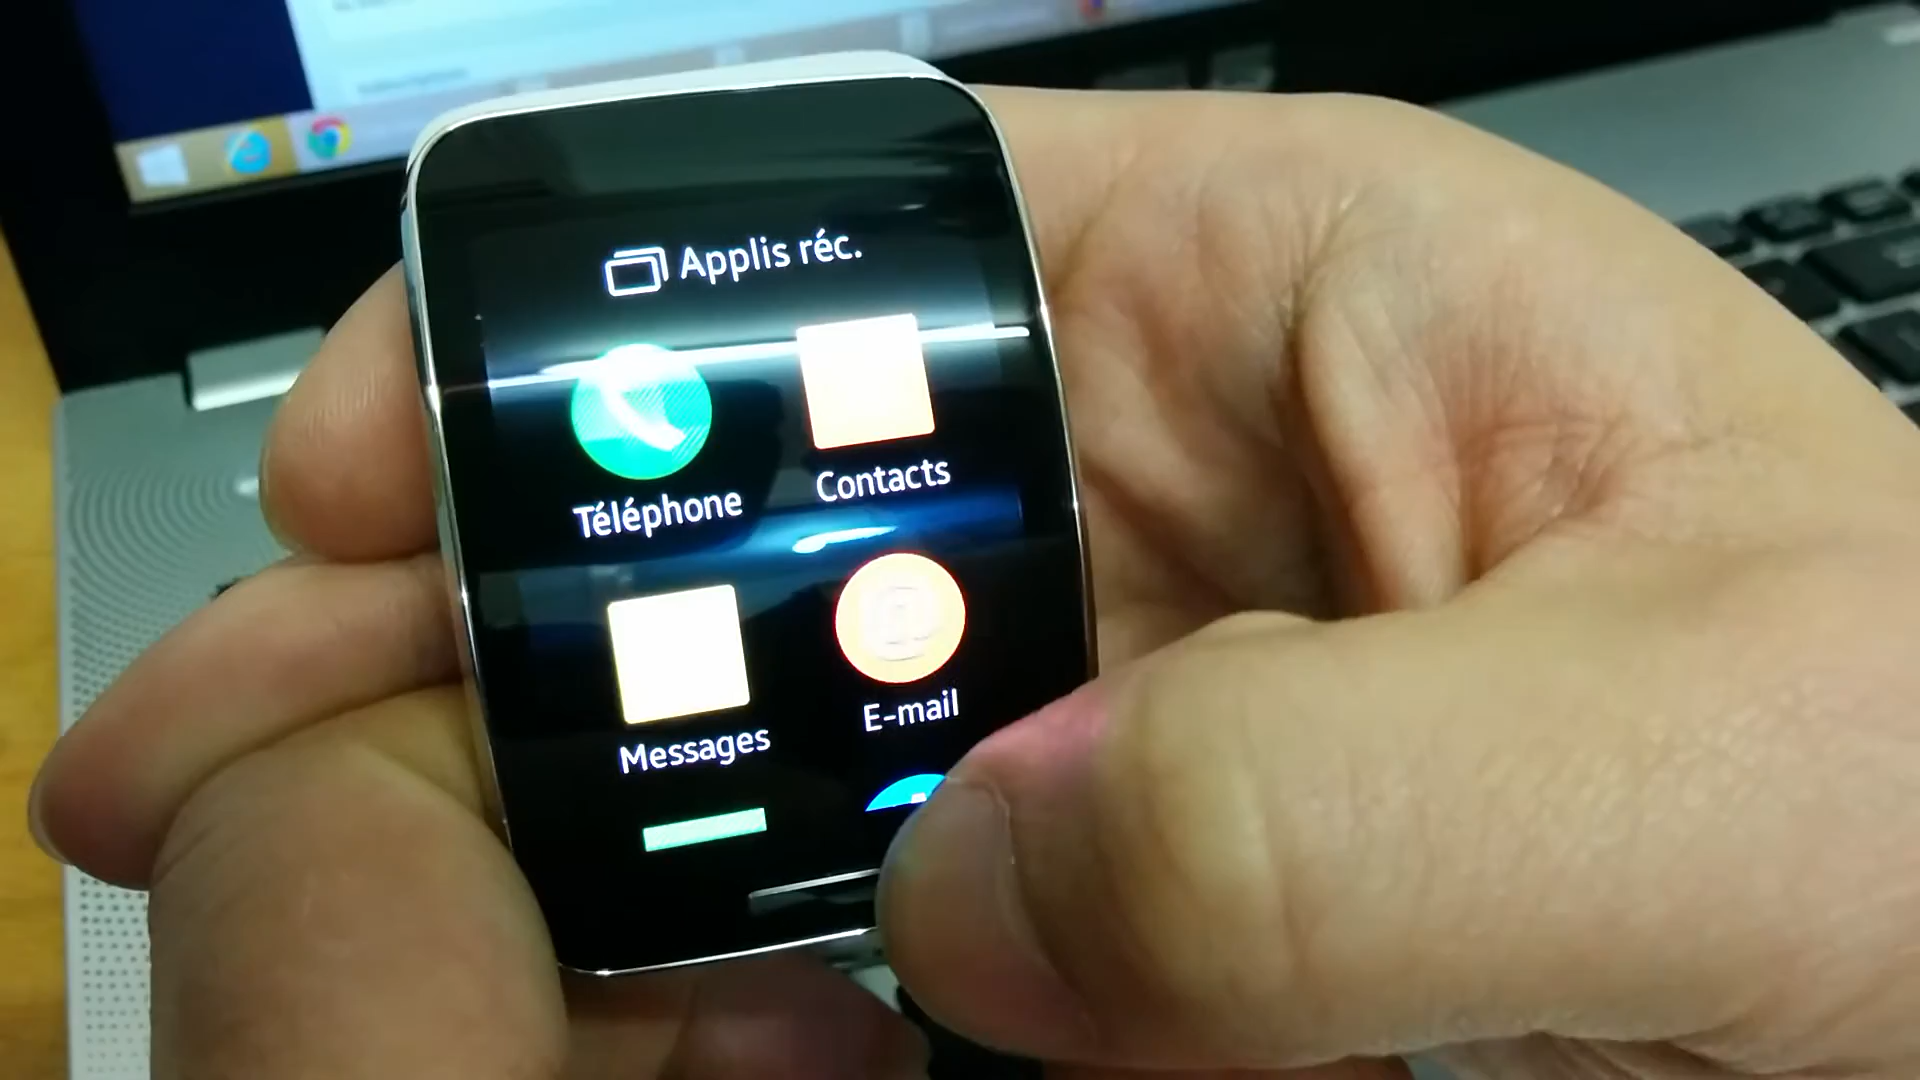 Applis réc.
Téléphone
Contacts
Messages
E-mail